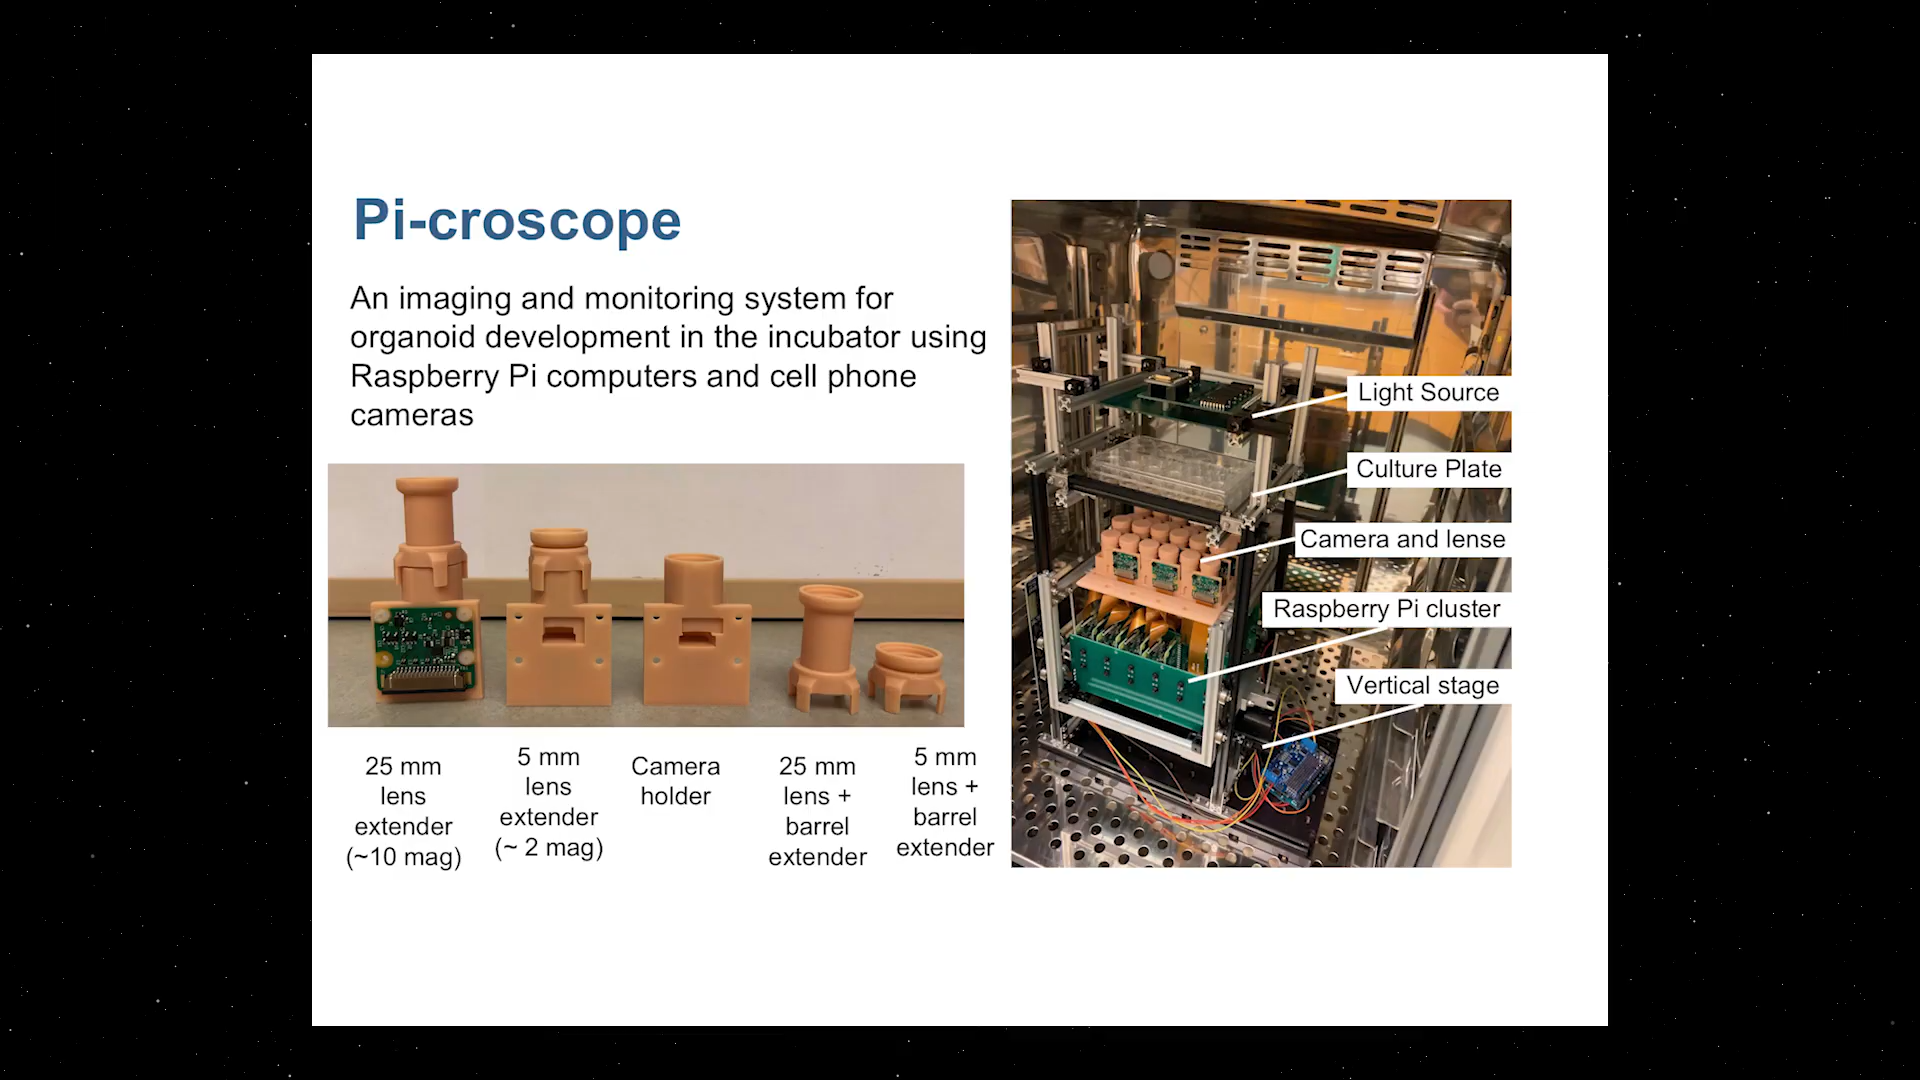 Pi-croscope
An imaging and monitoring system for
organoid development in the incubator using
Raspberry Pi computers and cell phone
cameras
25 mm
lens
extender
(~10 mag)
5 mm
lens
extender
(~ 2 mag)
Camera
holder
25 mm
lens +
barrel
extender
5 mm
lens +
barrel
extender
Light Source
Culture Plate
Camera and lense
Raspberry Pi cluster
Vertical stage